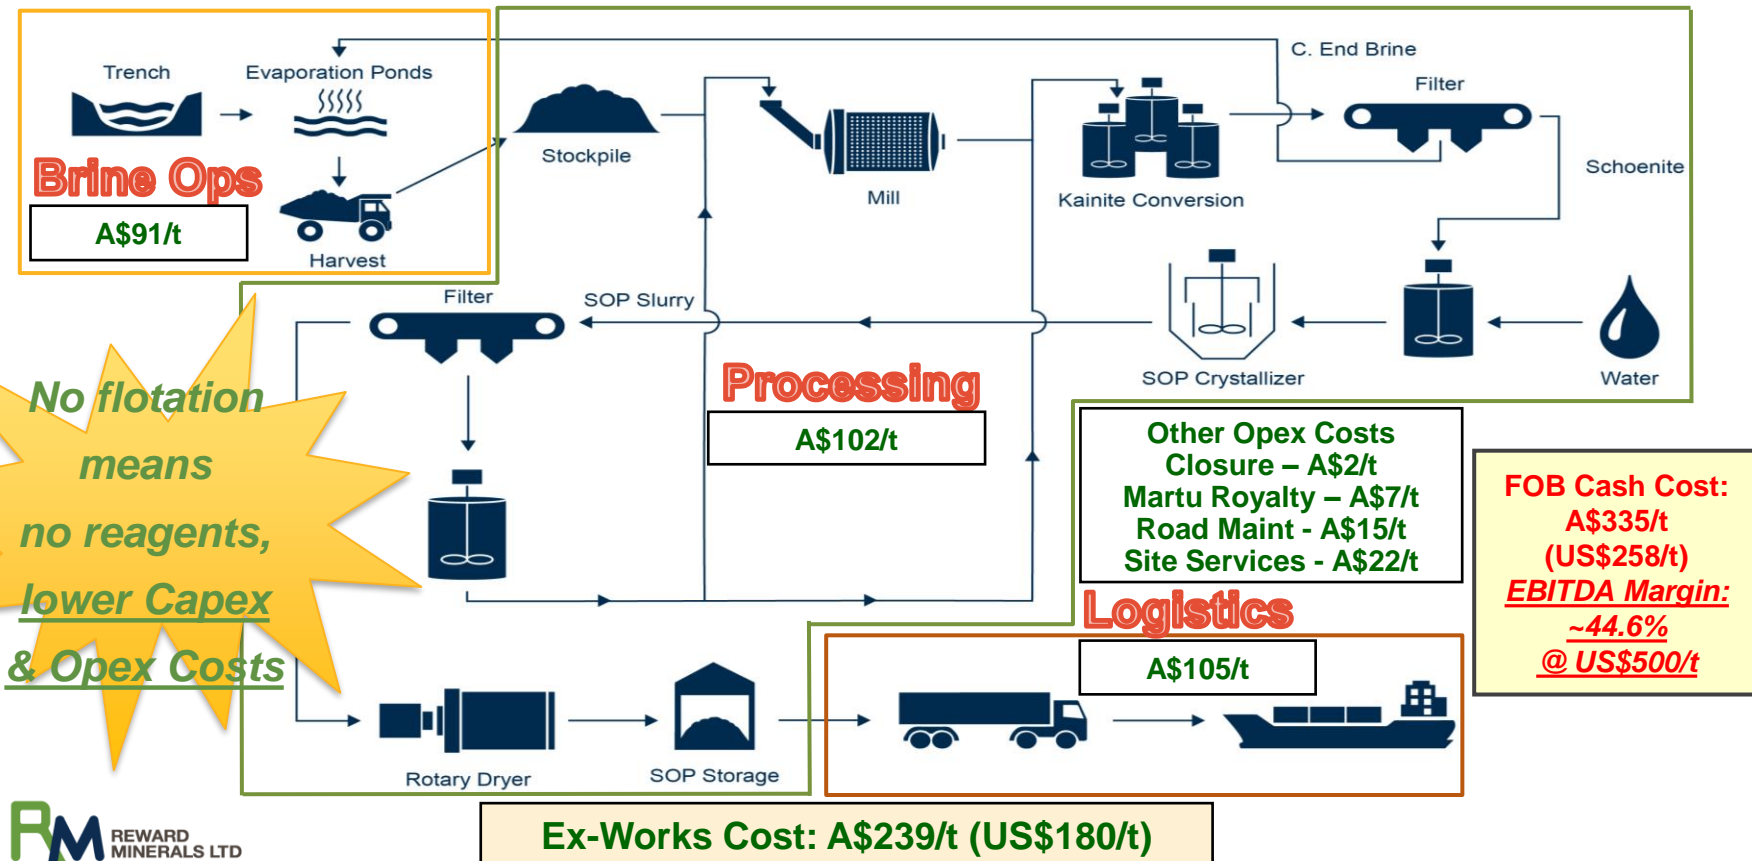 Trench
Evaporation Ponds
Brine Ops
A$91/t
Harvest
Stockpile
Mill
Kainite Conversion
C. End Brine
Filter
Schoenite
Filter
SOP Slurry
SOP Crystallizer
Water
Processing
A$102/t
No flotation
means
no reagents,
lower Capex
& Opex Costs
Other Opex Costs
Closure – A$2/t
Martu Royalty – A$7/t
Road Maint - A$15/t
Site Services - A$22/t
FOB Cash Cost:
A$335/t
(US$258/t)
EBITDA Margin:
~44.6%
@ US$500/t
Logistics
A$105/t
Rotary Dryer
SOP Storage
RM REWARD
MINERALS LTD
Ex-Works Cost: A$239/t (US$180/t)